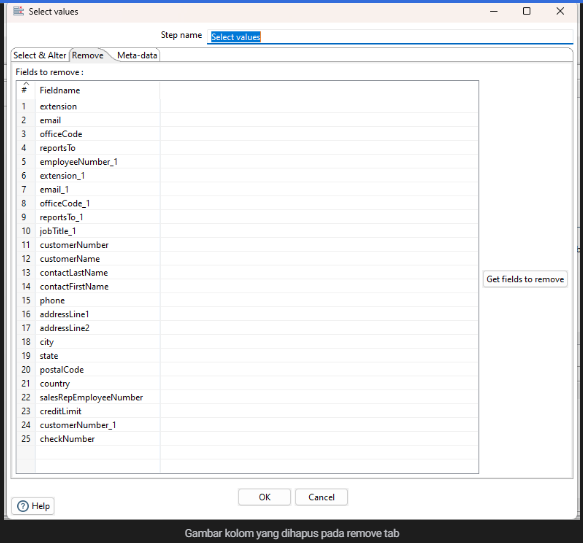 Select values
Step name Select values
Select & Alter Remove Meta-data
Fields to remove :
# Fieldname
1 extension
2 email
3 officeCode
4 reportsTo
5 employeeNumber_1
6 extension_1
7 email_1
8 officeCode_1
9 reportsTo_1
10 jobTitle_1
11 customerNumber
12 customerName
13 contactLastName
14 contactFirstName
15 phone
16 addressLine1
17 addressLine2
18 city
19 state
20 postalCode
21 country
22 salesRepEmployeeNumber
23 creditLimit
24 customerNumber_1
25 checkNumber
Get fields to remove
Help
OK Cancel
Gambar kolom yang dihapus pada remove tab